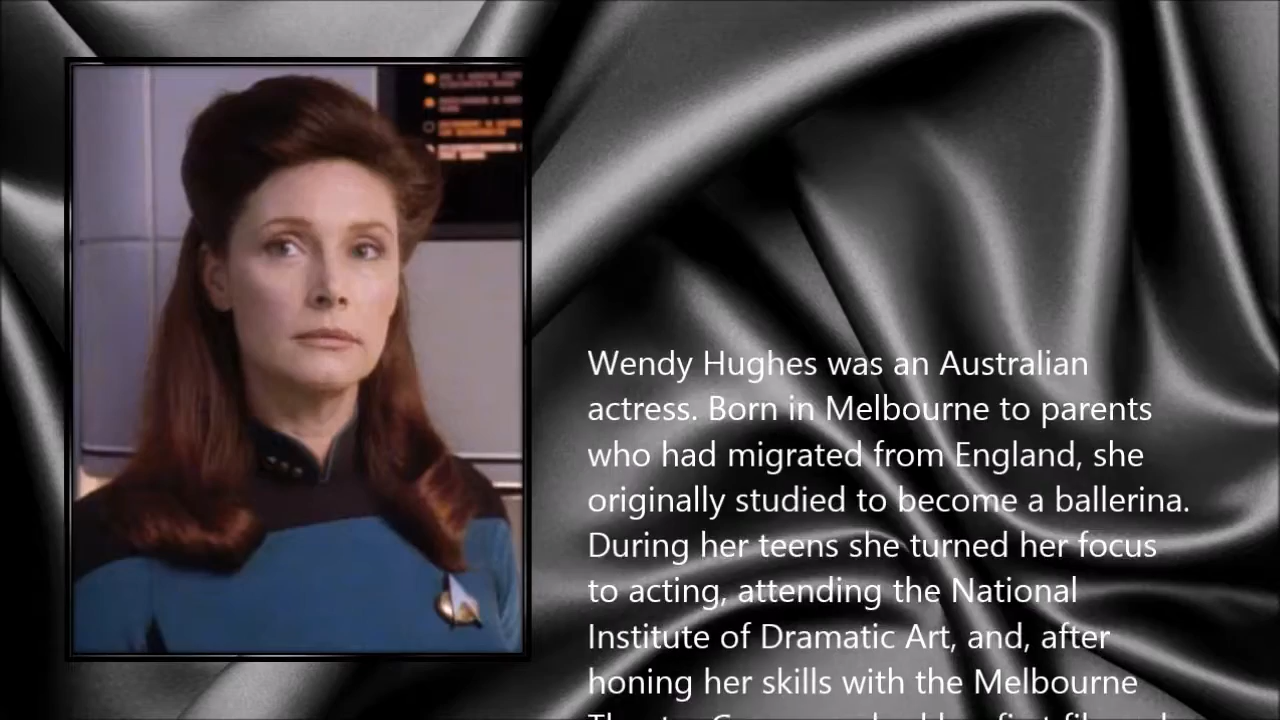 Wendy Hughes was an Australian
actress. Born in Melbourne to parents
who had migrated from England, she
originally studied to become a ballerina.
During her teens she turned her focus
to acting, attending the National
Institute of Dramatic Art, and, after
honing her skills with the Melbourne